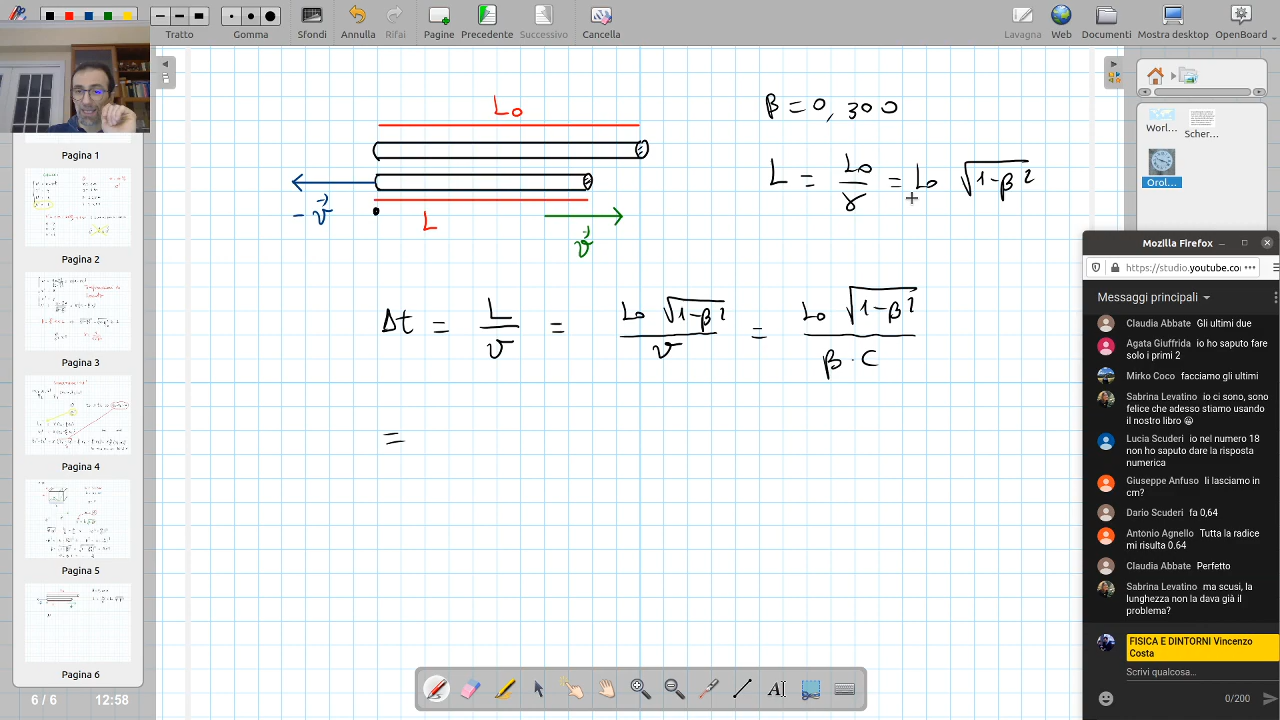 Tratto
Gomma
Sfondi
Annulla
Rifai
Pagine
Precedente
Successivo
Cancella
Lavagna
Web
Documenti
Mostra desktop
OpenBoard
Pagina 1
Pagina 2
Pagina 3
Pagina 4
Pagina 5
Pagina 6
6 / 6 12:58
L₀
-v⃗
L
v⃗
β = 0,300
L = L₀/γ = L₀ √(1-β²)
Δt = L/v = L₀ √(1-β²)/v = L₀ √(1-β²)/(β · c)
=
Worl...
Scher...
Orol...
Mozilla Firefox
https://studio.youtube.co
Messaggi principali
Claudia Abbate Gli ultimi due
Agata Giuffrida io ho saputo fare
solo i primi 2
Mirko Coco facciamo gli ultimi
Sabrina Levatino io ci sono, sono
felice che adesso stiamo usando
il nostro libro 😁
Lucia Scuderi io nel numero 18
non ho saputo dare la risposta
numerica
Giuseppe Anfuso li lasciamo in
cm?
Dario Scuderi fa 0,64
Antonio Agnello Tutta la radice
mi risulta 0.64
Claudia Abbate Perfetto
Sabrina Levatino ma scusi, la
lunghezza non la dava già il
problema?
FISICA E DINTORNI Vincenzo
Costa
Scrivi qualcosa...
0/200